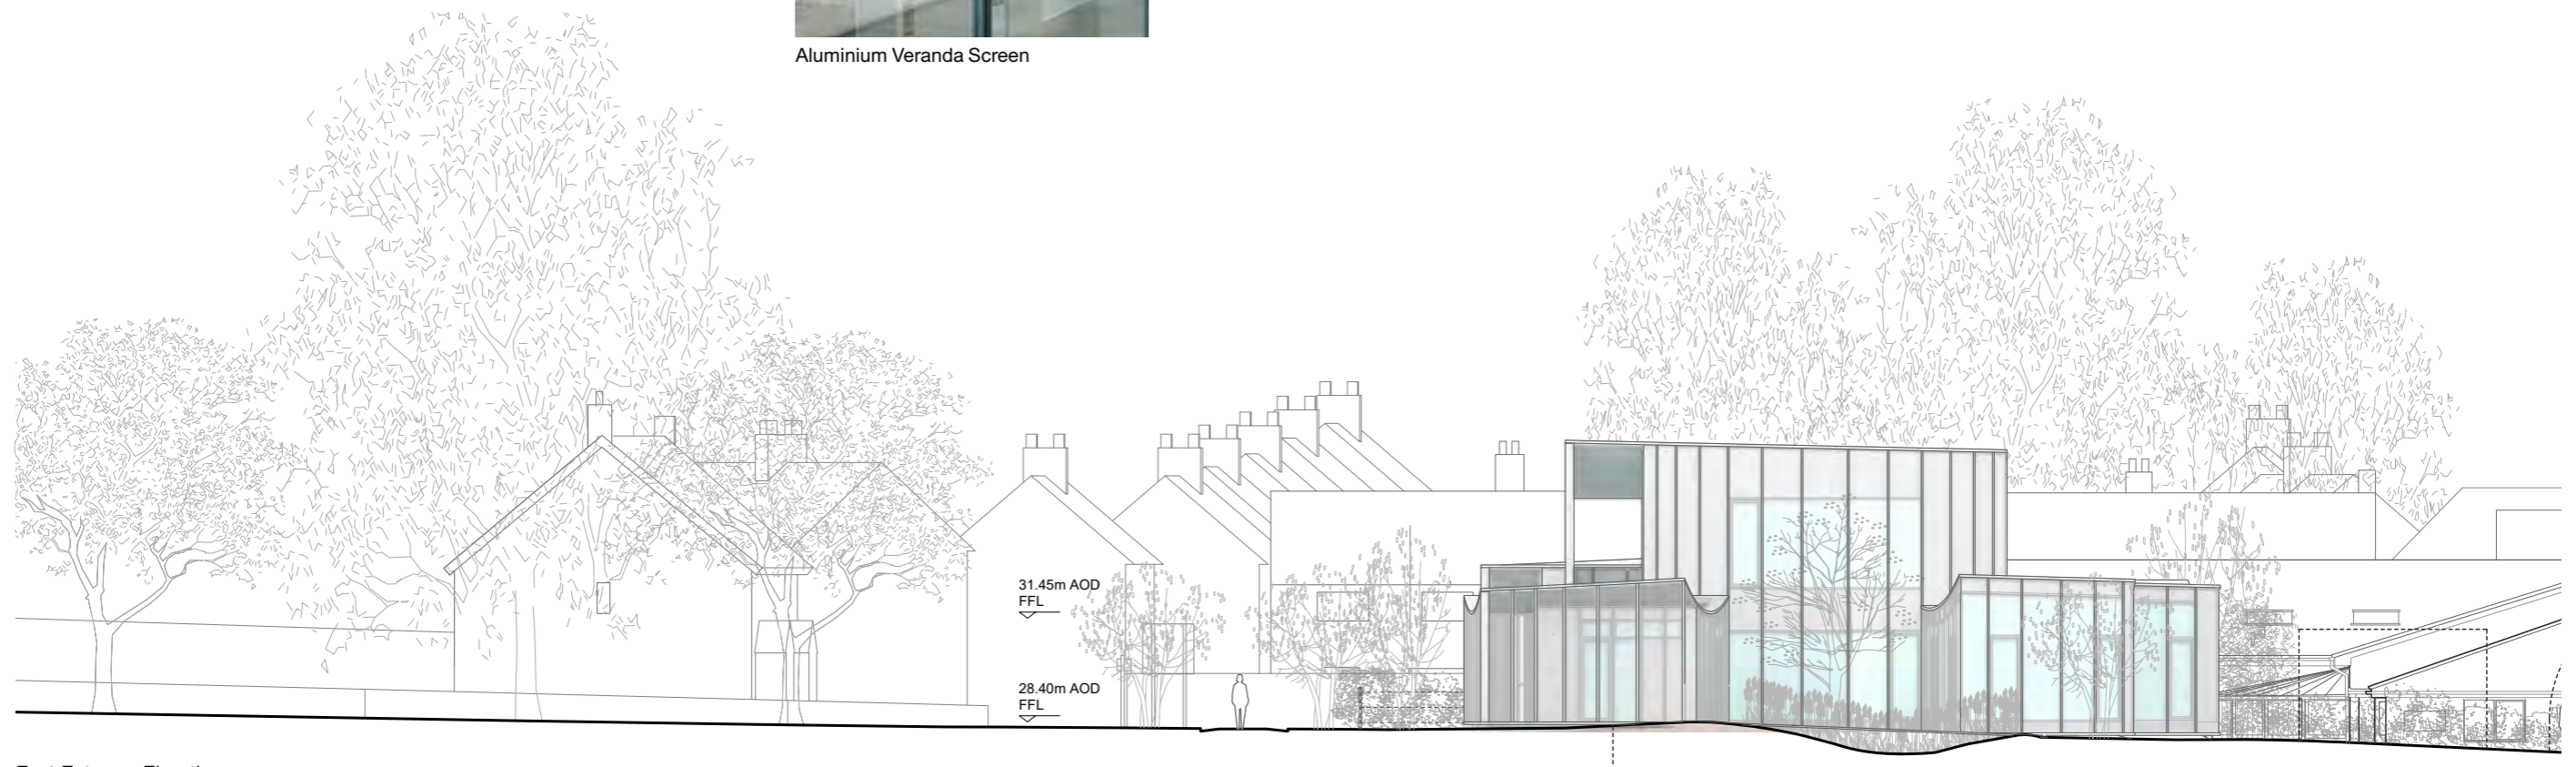 Aluminium Veranda Screen
31.45m AOD
FFL
28.40m AOD
FFL